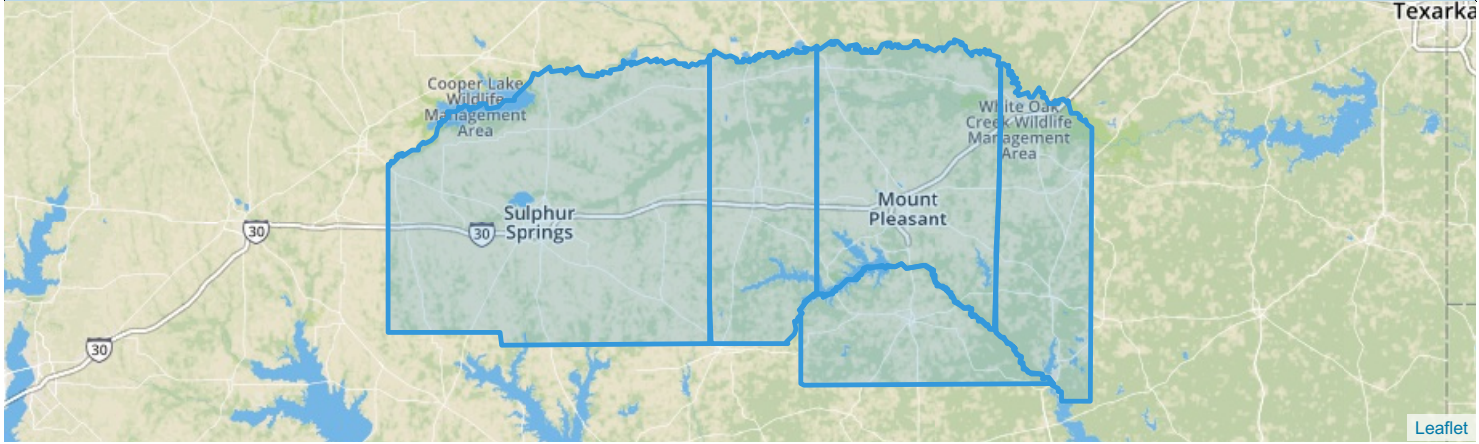 Texarka
Cooper Lake
Wildlife
Management
Area
White Oak
Creek Wildlife
Management
Area
Mount
Pleasant
Sulphur
Springs
30
30
30
Leaflet